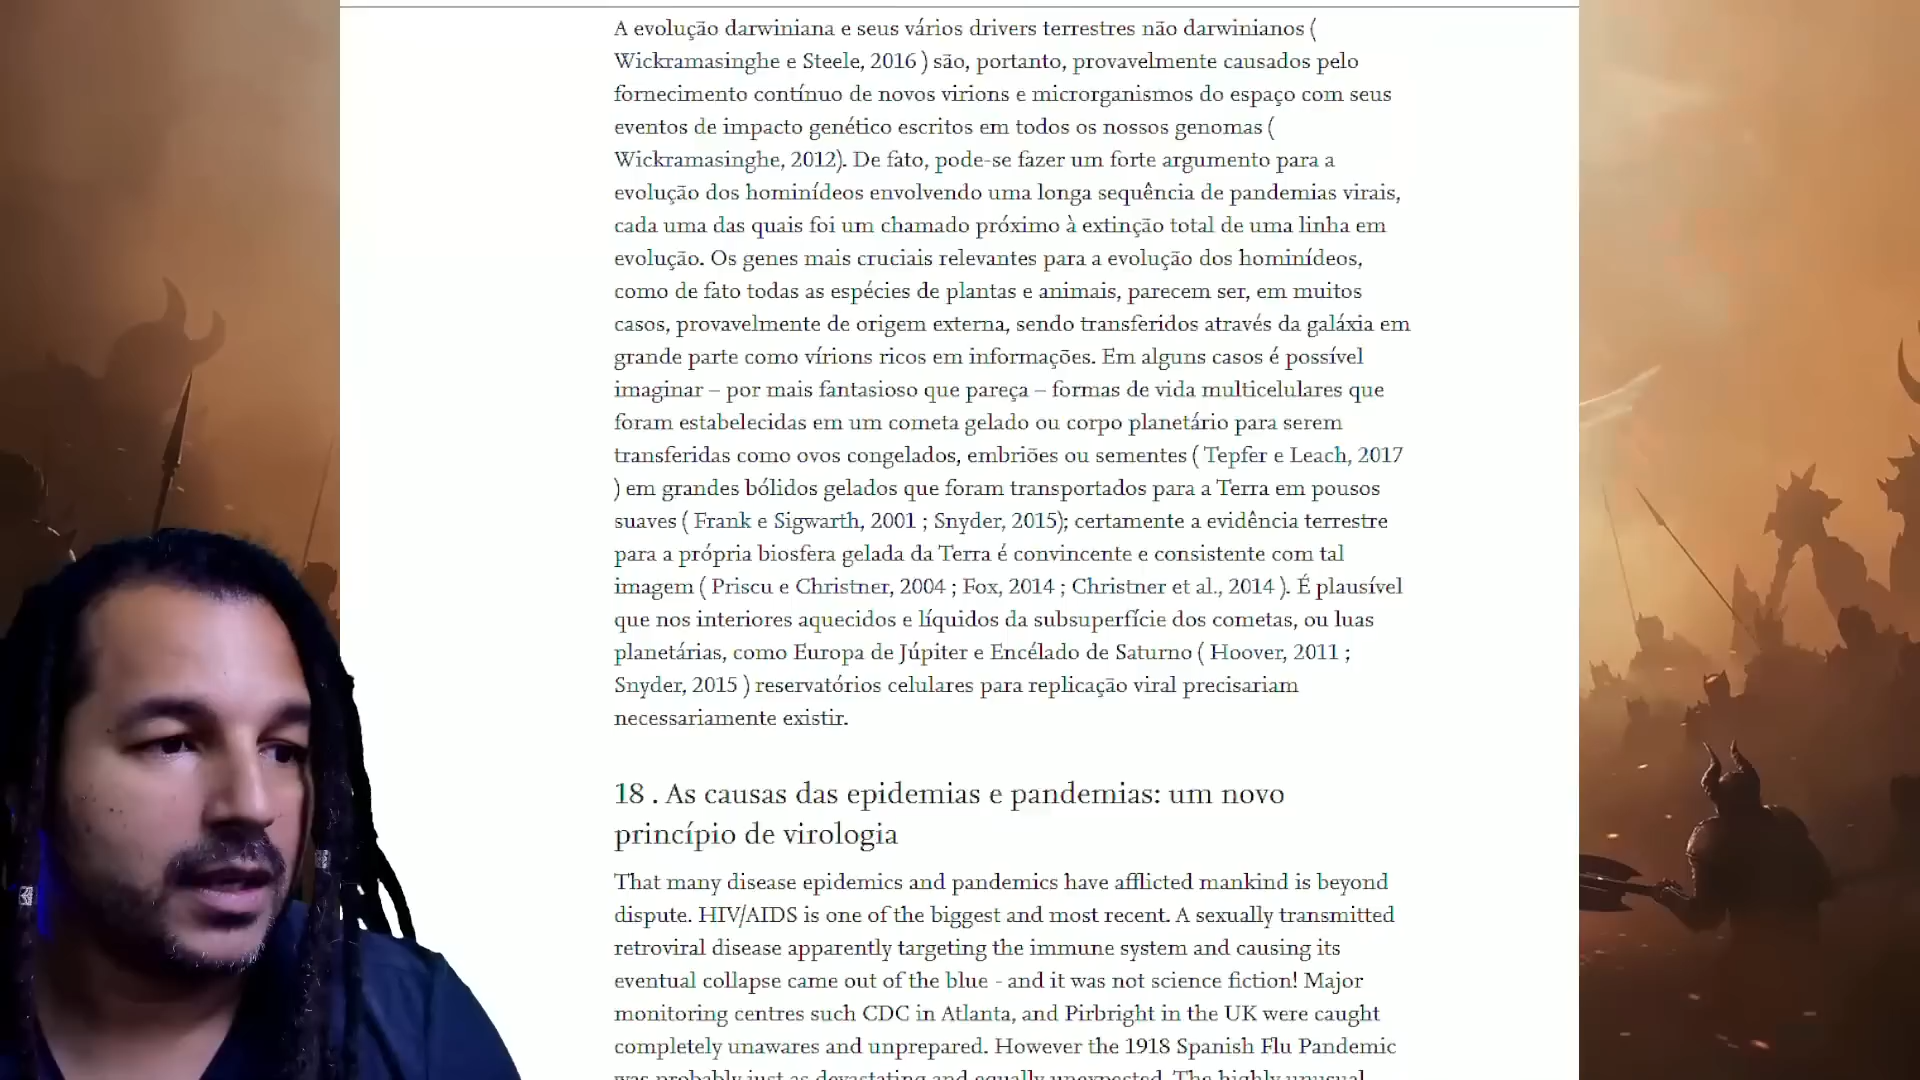 A evolução darwiniana e seus vários drivers terrestres não darwinianos (
Wickramasinghe e Steele, 2016 ) são, portanto, provavelmente causados pelo
fornecimento contínuo de novos virions e microrganismos do espaço com seus
eventos de impacto genético escritos em todos os nossos genomas (
Wickramasinghe, 2012). De fato, pode-se fazer um forte argumento para a
evolução dos hominídeos envolvendo uma longa sequência de pandemias virais,
cada uma das quais foi um chamado próximo à extinção total de uma linha em
evolução. Os genes mais cruciais relevantes para a evolução dos hominídeos,
como de fato todas as espécies de plantas e animais, parecem ser, em muitos
casos, provavelmente de origem externa, sendo transferidos através da galáxia em
grande parte como vírions ricos em informações. Em alguns casos é possível
imaginar – por mais fantasioso que pareça – formas de vida multicelulares que
foram estabelecidas em um cometa gelado ou corpo planetário para serem
transferidas como ovos congelados, embriões ou sementes ( Tepfer e Leach, 2017
) em grandes bólidos gelados que foram transportados para a Terra em pousos
suaves ( Frank e Sigwarth, 2001 ; Snyder, 2015); certamente a evidência terrestre
para a própria biosfera gelada da Terra é convincente e consistente com tal
imagem ( Priscu e Christner, 2004 ; Fox, 2014 ; Christner et al., 2014 ). É plausível
que nos interiores aquecidos e líquidos da subsuperfície dos cometas, ou luas
planetárias, como Europa de Júpiter e Encélado de Saturno ( Hoover, 2011 ;
Snyder, 2015 ) reservatórios celulares para replicação viral precisariam
necessariamente existir.
18 . As causas das epidemias e pandemias: um novo
princípio de virologia
That many disease epidemics and pandemics have afflicted mankind is beyond
dispute. HIV/AIDS is one of the biggest and most recent. A sexually transmitted
retroviral disease apparently targeting the immune system and causing its
eventual collapse came out of the blue - and it was not science fiction! Major
monitoring centres such CDC in Atlanta, and Pirbright in the UK were caught
completely unawares and unprepared. However the 1918 Spanish Flu Pandemic
was probably just as devastating and equally unexpected. The highly unusual